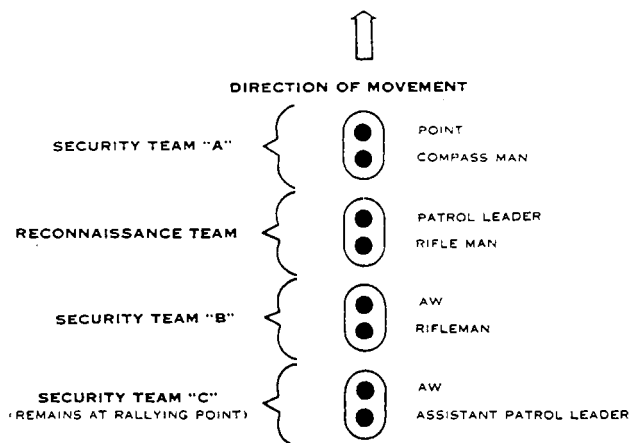 DIRECTION OF MOVEMENT
SECURITY TEAM "A"
POINT
COMPASS MAN
RECONNAISSANCE TEAM
PATROL LEADER
RIFLE MAN
SECURITY TEAM "B"
AW
RIFLEMAN
SECURITY TEAM "C"
(REMAINS AT RALLYING POINT)
AW
ASSISTANT PATROL LEADER